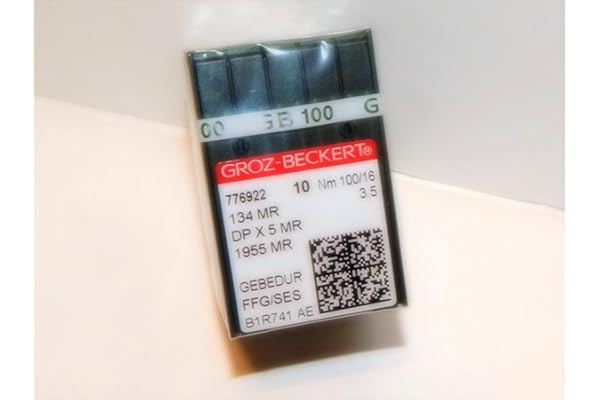 00 GB 100 G
GROZ-BECKERT®
776922 10 Nm 100/16
134 MR 3.5
DP X 5 MR
1955 MR
GEBEDUR
FFG/SES
B1R741 AE